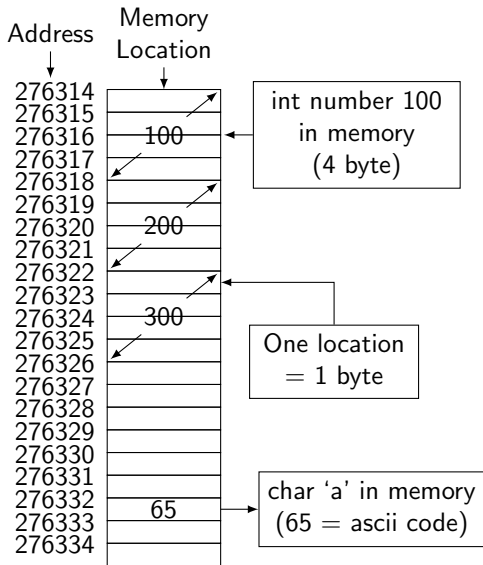 Address
Memory
Location
276314
276315
276316
276317
276318
276319
276320
276321
276322
276323
276324
276325
276326
276327
276328
276329
276330
276331
276332
276333
276334
100
200
300
65
int number 100
in memory
(4 byte)
One location
= 1 byte
char ‘a’ in memory
(65 = ascii code)